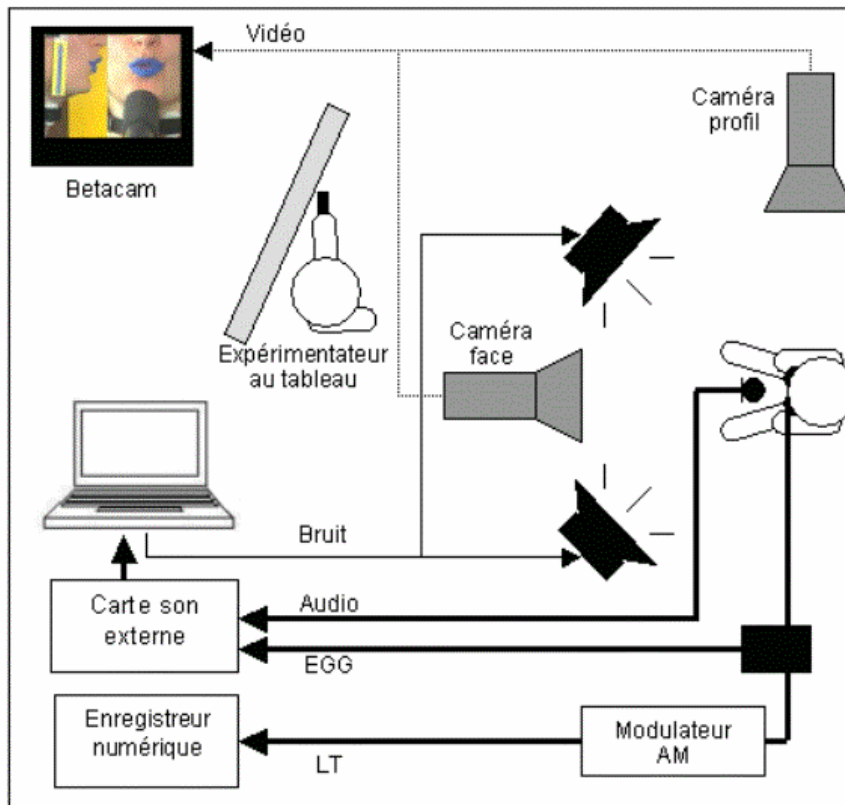 Vidéo
Caméra
profil
Betacam
Expérimentateur
au tableau
Caméra
face
Bruit
Carte son
externe
Audio
EGG
Enregistreur
numérique
LT
Modulateur
AM